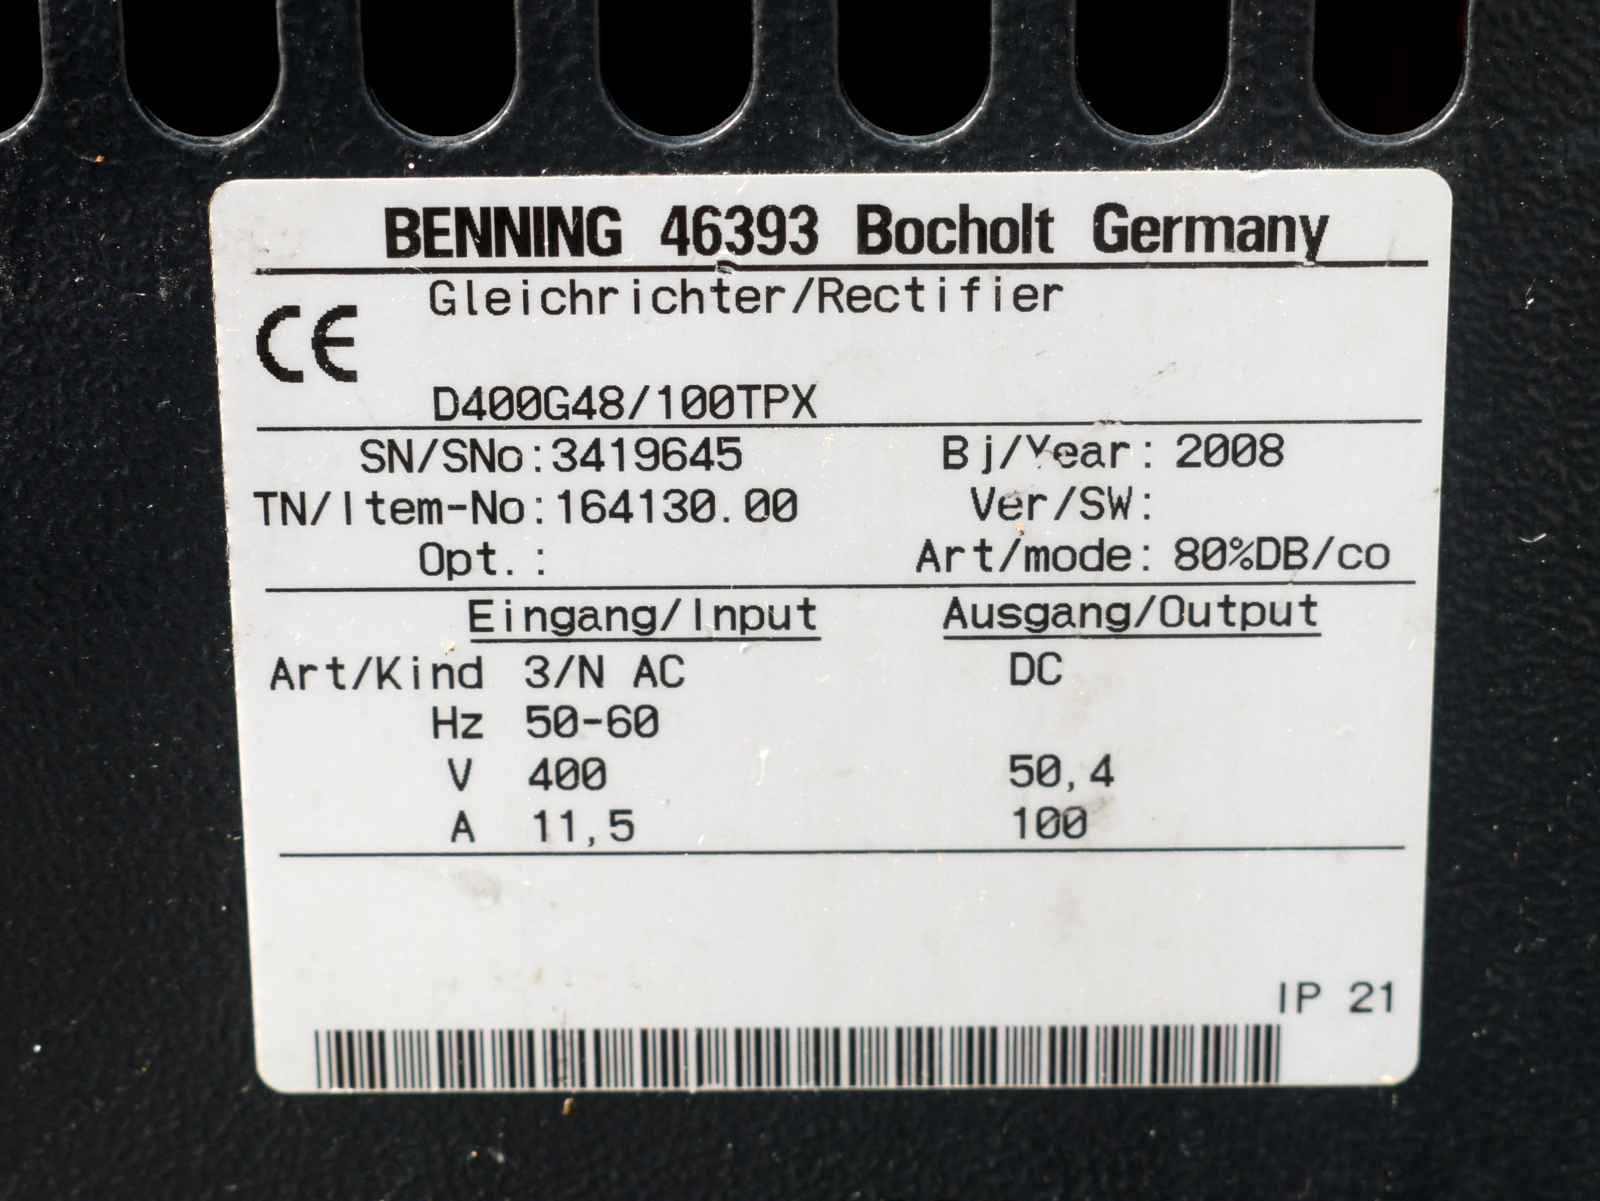 BENNING 46393 Bocholt Germany
CE
Gleichrichter/Rectifier
D400G48/100TPX
SN/SNo:3419645 Bj/Year: 2008
TN/Item-No:164130.00 Ver/SW:
Opt.: Art/mode: 80%DB/co
Eingang/Input Ausgang/Output
Art/Kind 3/N AC DC
Hz 50-60
V 400 50,4
A 11,5 100
IP 21